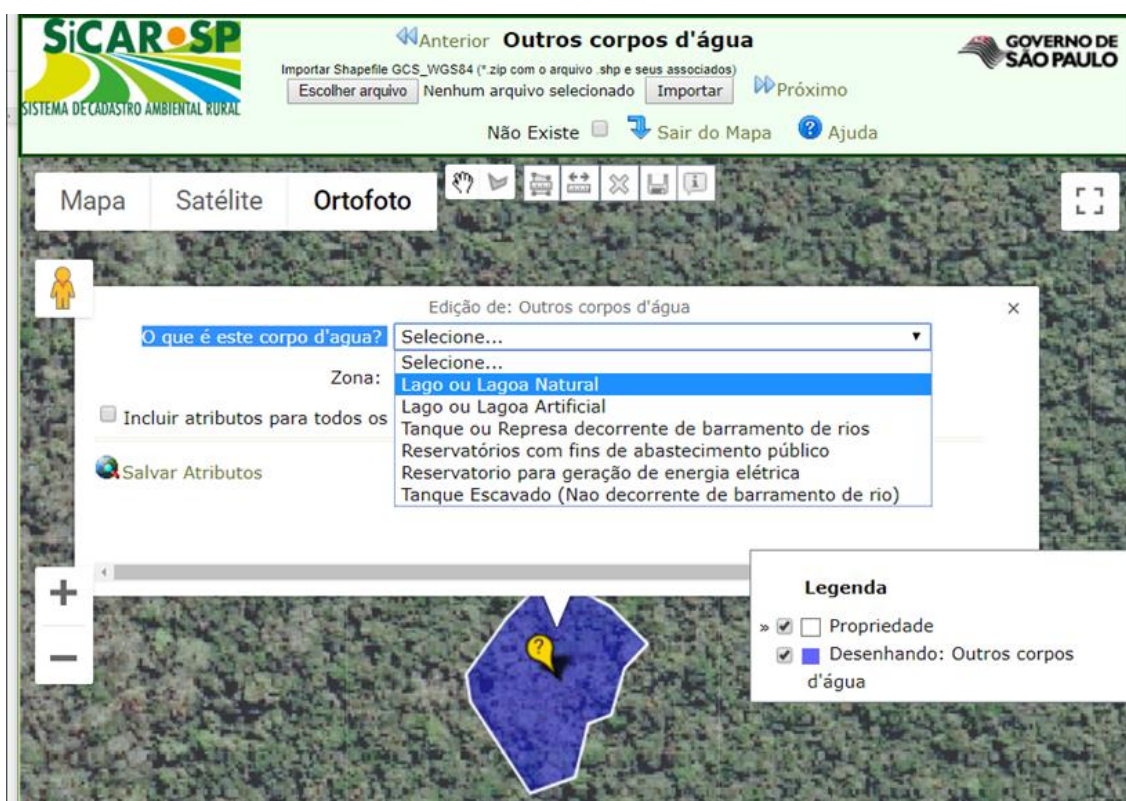 SiCAR•SP
SISTEMA DE CADASTRO AMBIENTAL RURAL
Anterior Outros corpos d'água
Importar Shapefile GCS_WGS84 (*.zip com o arquivo .shp e seus associados)
Escolher arquivo Nenhum arquivo selecionado Importar Próximo
Não Existe Sair do Mapa ? Ajuda
GOVERNO DE
SÃO PAULO
Mapa Satélite Ortofoto
Edição de: Outros corpos d'água ×
O que é este corpo d'agua? Selecione...
Selecione...
Zona:
Lago ou Lagoa Natural
Lago ou Lagoa Artificial
Incluir atributos para todos os
Tanque ou Represa decorrente de barramento de rios
Reservatórios com fins de abastecimento público
Salvar Atributos
Reservatorio para geração de energia elétrica
Tanque Escavado (Nao decorrente de barramento de rio)
+
−
?
Legenda
» Propriedade
Desenhando: Outros corpos
d'água